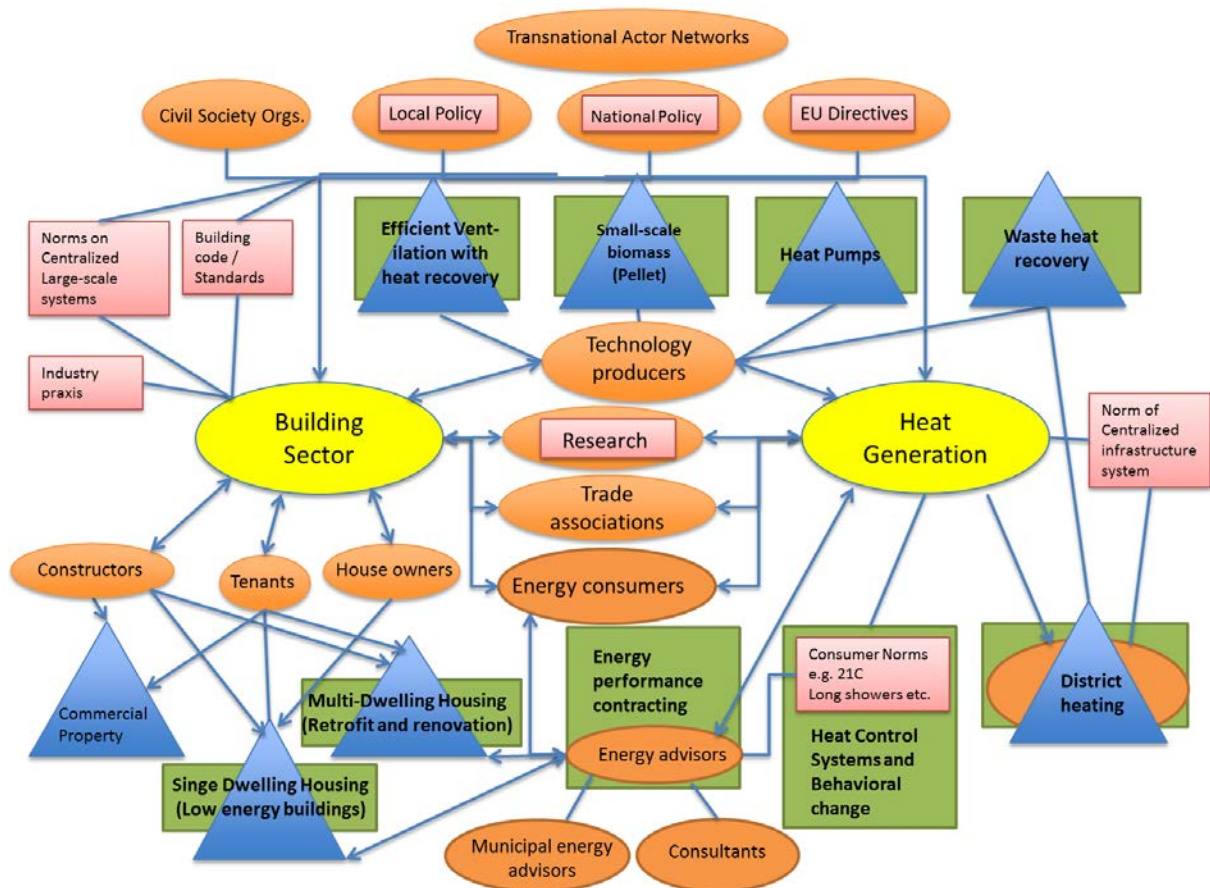 Transnational Actor Networks
Civil Society Orgs.
Local Policy
National Policy
EU Directives
Norms on
Centralized
Large-scale
systems
Building
code /
Standards
Efficient Vent-
ilation with
heat recovery
Small-scale
biomass
(Pellet)
Heat Pumps
Waste heat
recovery
Industry
praxis
Technology
producers
Building
Sector
Research
Heat
Generation
Norm of
Centralized
infrastructure
system
Trade
associations
Constructors
Tenants
House owners
Energy consumers
Commercial
Property
Multi-Dwelling Housing
(Retrofit and renovation)
Energy
performance
contracting
Consumer Norms
e.g. 21C
Long showers etc.
District
heating
Singe Dwelling Housing
(Low energy buildings)
Energy advisors
Heat Control
Systems and
Behavioral
change
Municipal energy
advisors
Consultants